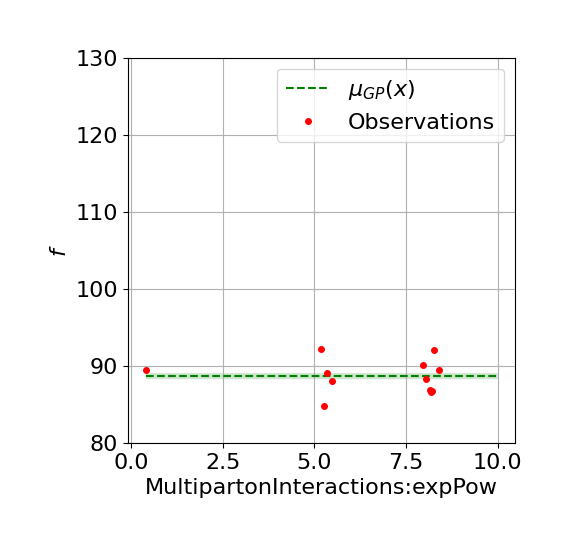 μ_GP(x)
Observations
130
120
110
100
90
80
f
0.0 2.5 5.0 7.5 10.0
MultipartonInteractions:expPow